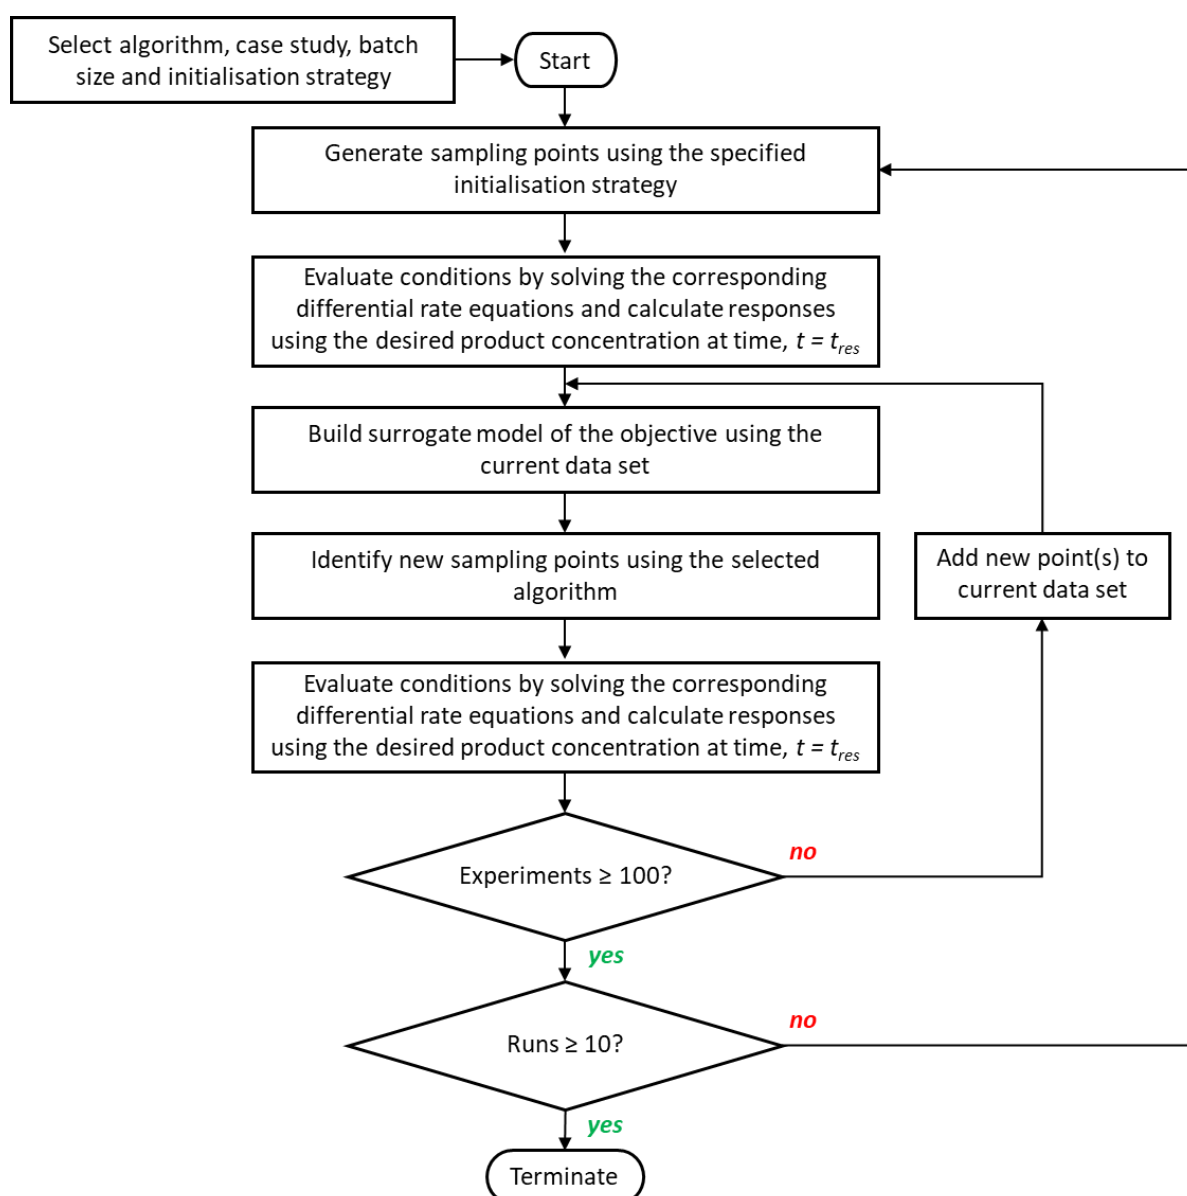 Select algorithm, case study, batch
size and initialisation strategy
Start
Generate sampling points using the specified
initialisation strategy
Evaluate conditions by solving the corresponding
differential rate equations and calculate responses
using the desired product concentration at time, t = tres
Build surrogate model of the objective using the
current data set
Identify new sampling points using the selected
algorithm
Add new point(s) to
current data set
Evaluate conditions by solving the corresponding
differential rate equations and calculate responses
using the desired product concentration at time, t = tres
Experiments ≥ 100?
no
yes
Runs ≥ 10?
no
yes
Terminate